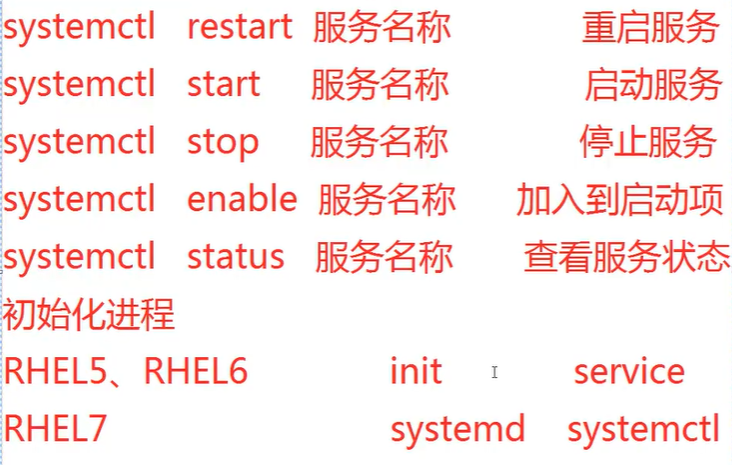 systemctl restart 服务名称 重启服务
systemctl start 服务名称 启动服务
systemctl stop 服务名称 停止服务
systemctl enable 服务名称 加入到启动项
systemctl status 服务名称 查看服务状态
初始化进程
RHEL5、RHEL6 init service
RHEL7 systemd systemctl